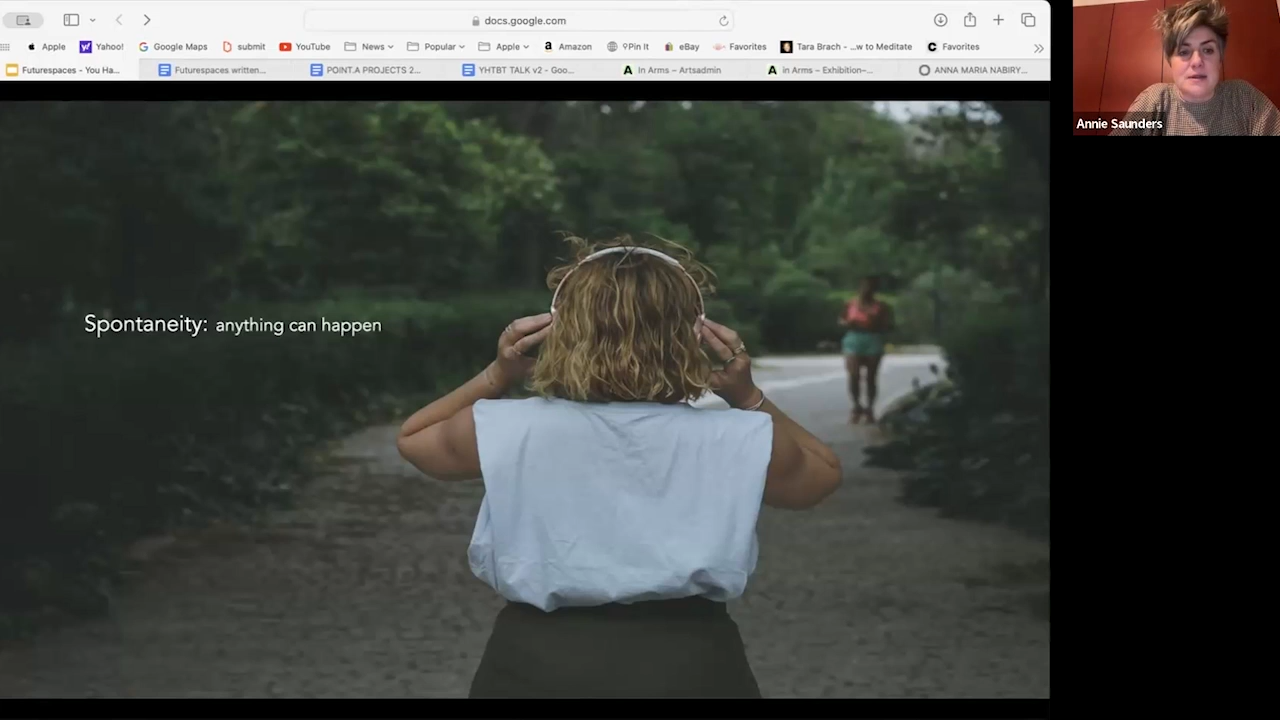 docs.google.com
Apple Yahoo! Google Maps submit YouTube News Popular Apple Amazon Pin It eBay Favorites Tara Brach - ...w to Meditate Favorites
Futurespaces - You Ha... Futurespaces written... POINT.A PROJECTS 2... YHTBT TALK v2 - Goo... In Arms – Artsadmin in Arms – Exhibition–... ANNA MARIA NABIRY...
Annie Saunders
Spontaneity: anything can happen